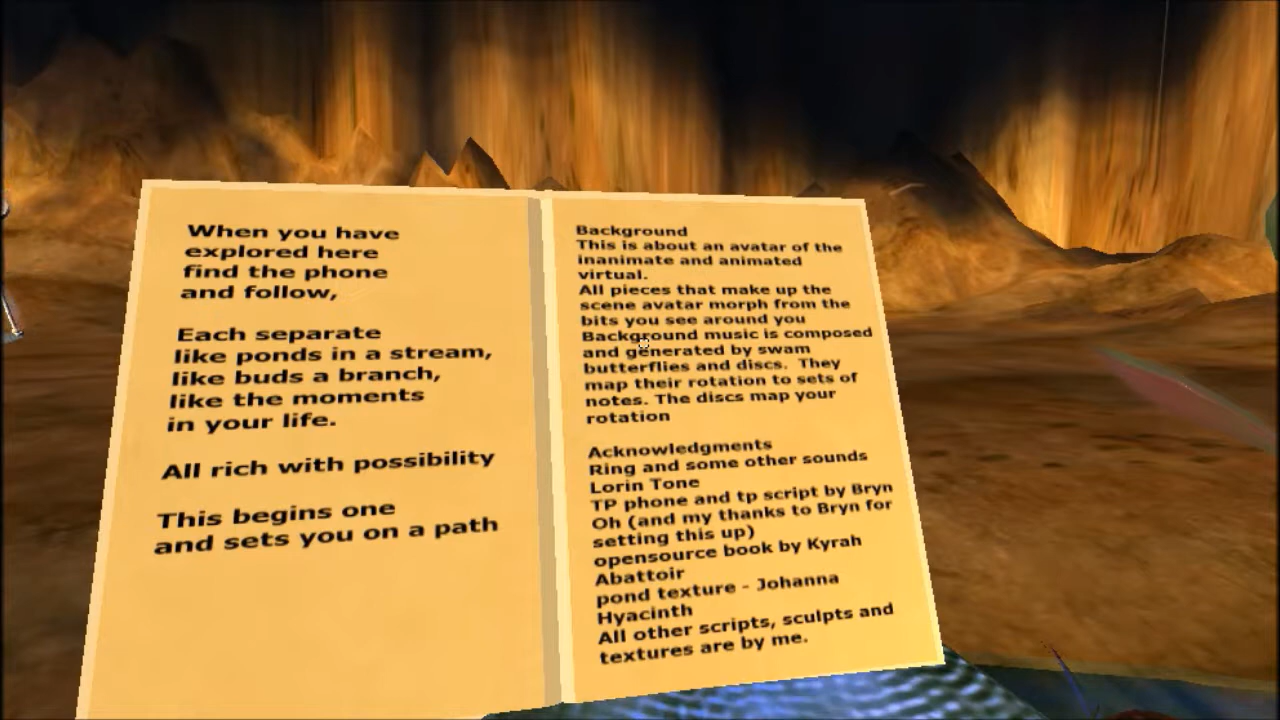 When you have
explored here
find the phone
and follow,
Each separate
like ponds in a stream,
like buds a branch,
like the moments
in your life.
All rich with possibility
This begins one
and sets you on a path
Background
This is about an avatar of the
inanimate and animated
virtual.
All pieces that make up the
scene avatar morph from the
bits you see around you
Background music is composed
and generated by swam
butterflies and discs.  They
map their rotation to sets of
notes. The discs map your
rotation
Acknowledgments
Ring and some other sounds
Lorin Tone
TP phone and tp script by Bryn
Oh (and my thanks to Bryn for
setting this up)
opensource book by Kyrah
Abattoir
pond texture - Johanna
Hyacinth
All other scripts, sculpts and
textures are by me.